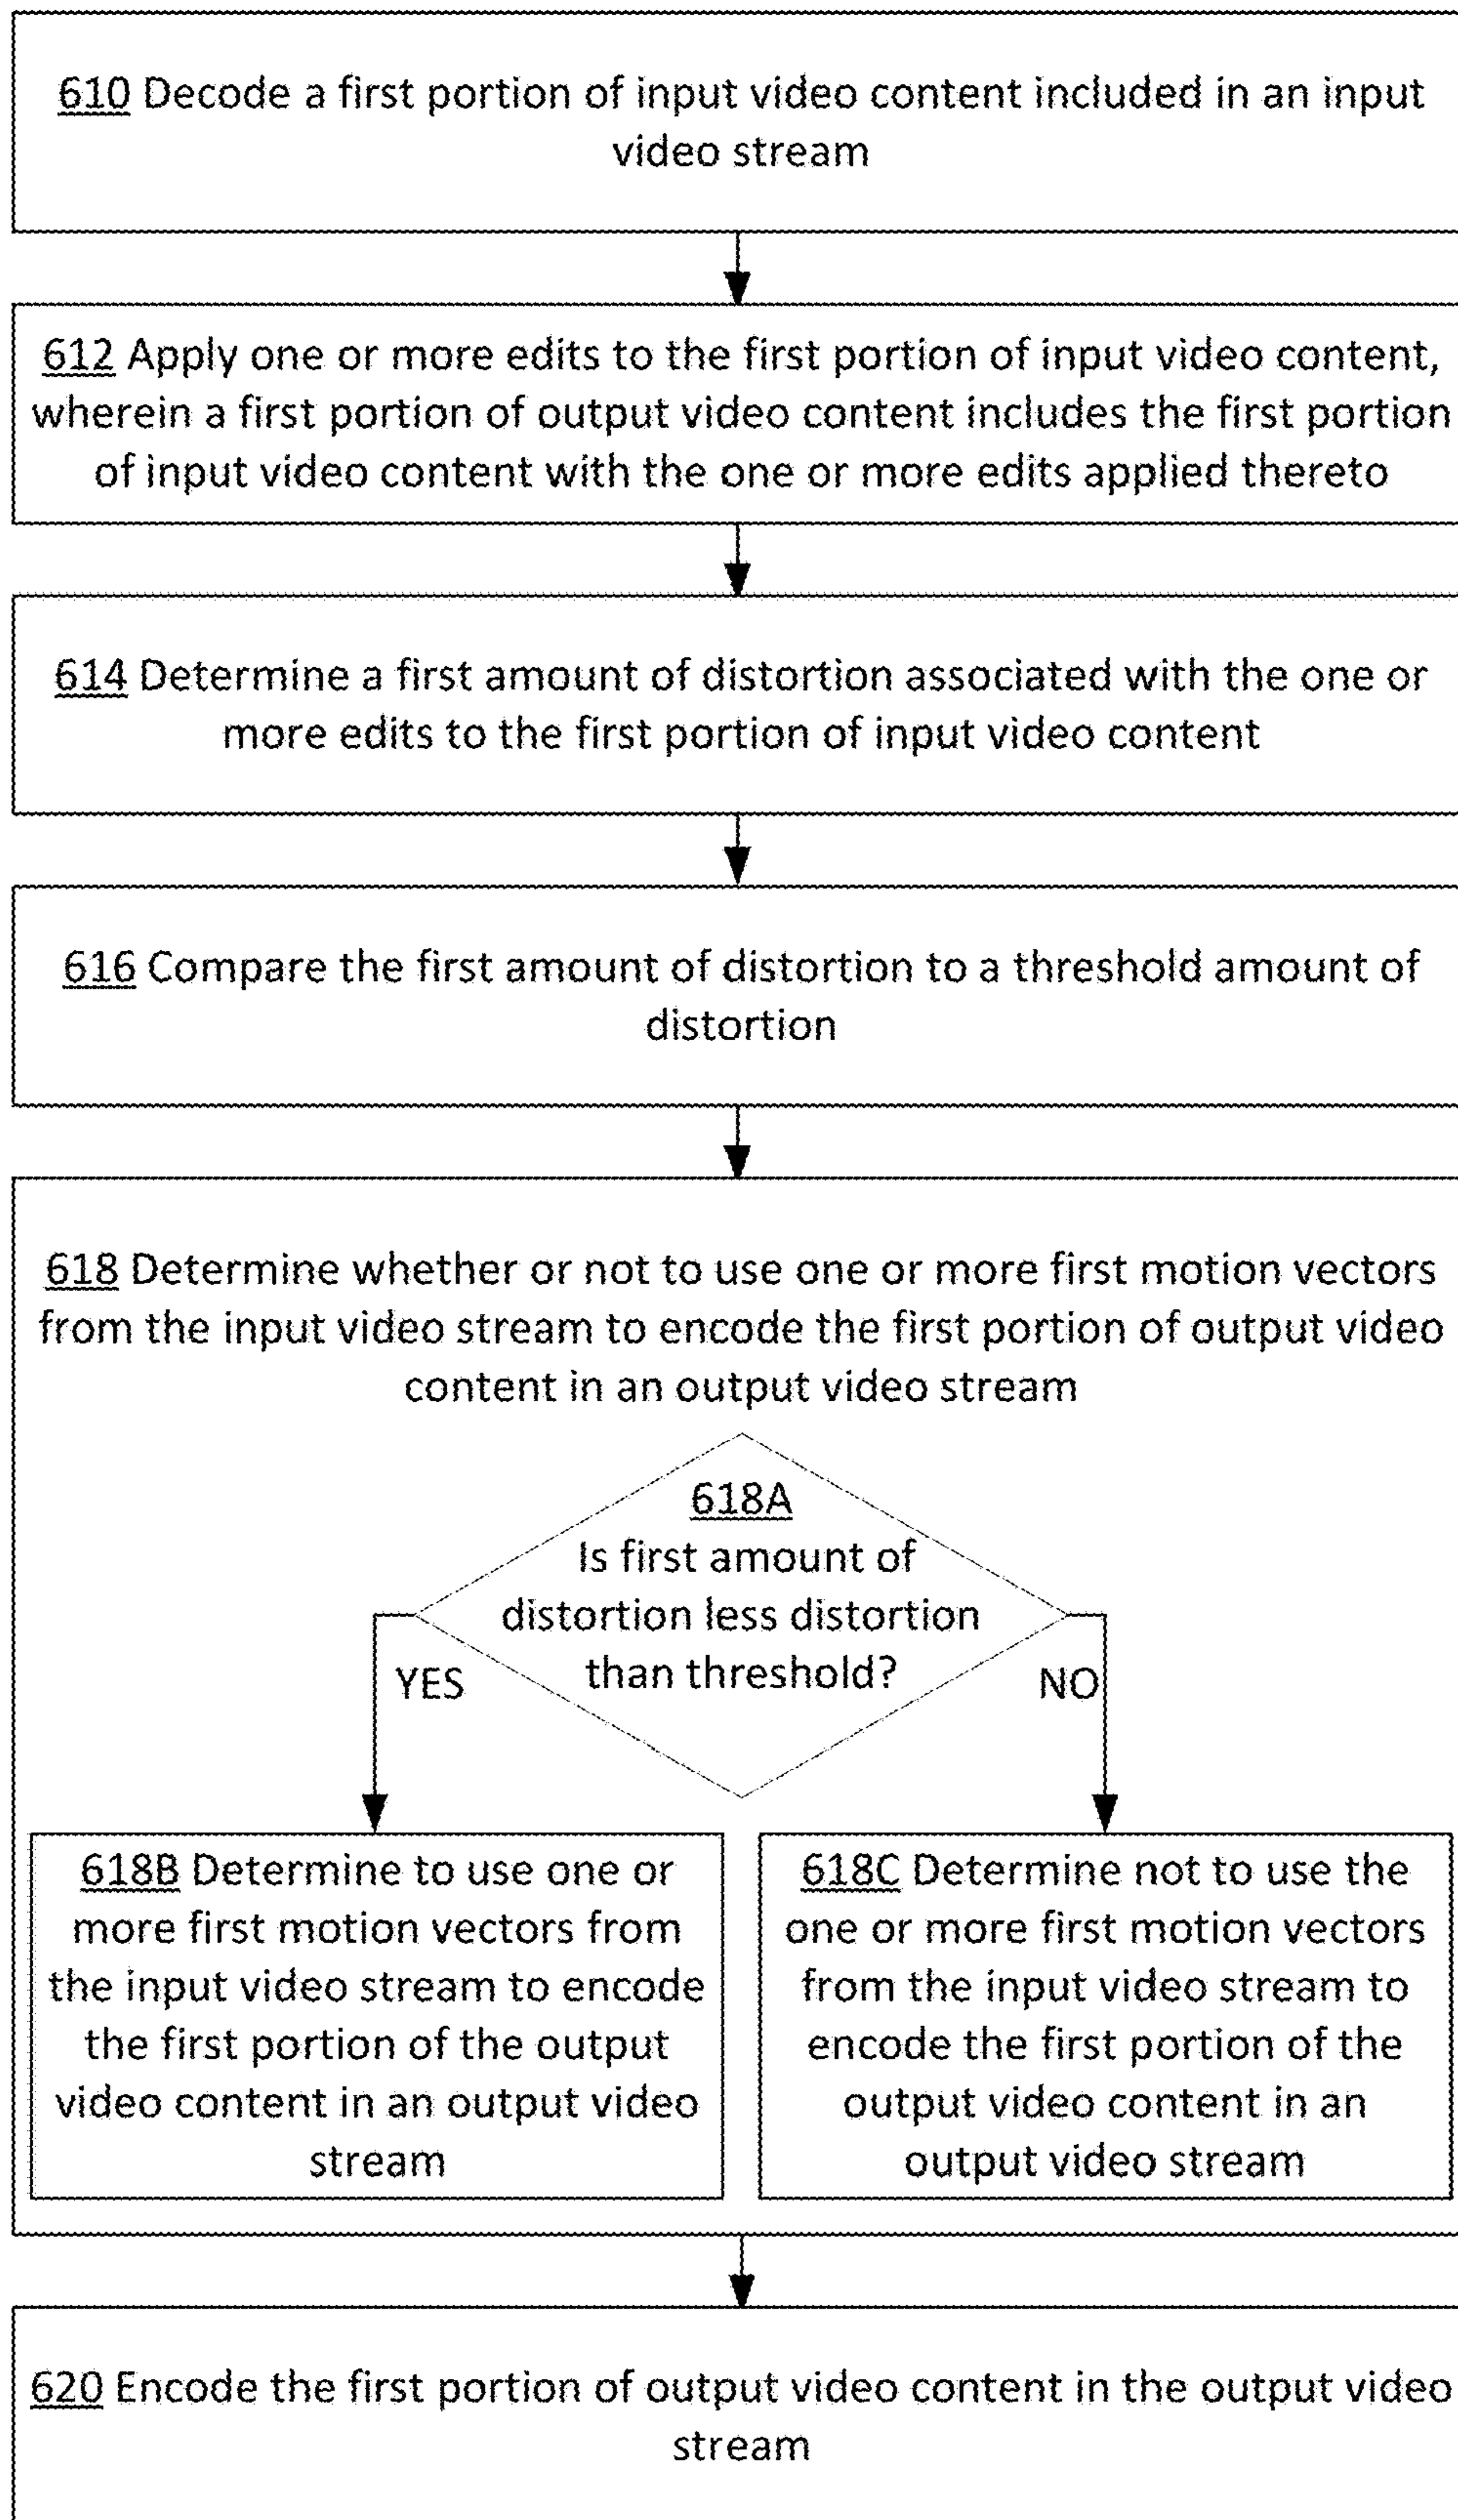 610 Decode a first portion of input video content included in an input
video stream
612 Apply one or more edits to the first portion of input video content,
wherein a first portion of output video content includes the first portion
of input video content with the one or more edits applied thereto
614 Determine a first amount of distortion associated with the one or
more edits to the first portion of input video content
616 Compare the first amount of distortion to a threshold amount of
distortion
618 Determine whether or not to use one or more first motion vectors
from the input video stream to encode the first portion of output video
content in an output video stream
618A
Is first amount of
distortion less distortion
than threshold?
YES
NO
618B Determine to use one or
more first motion vectors from
the input video stream to encode
the first portion of the output
video content in an output video
stream
618C Determine not to use the
one or more first motion vectors
from the input video stream to
encode the first portion of the
output video content in an
output video stream
620 Encode the first portion of output video content in the output video
stream